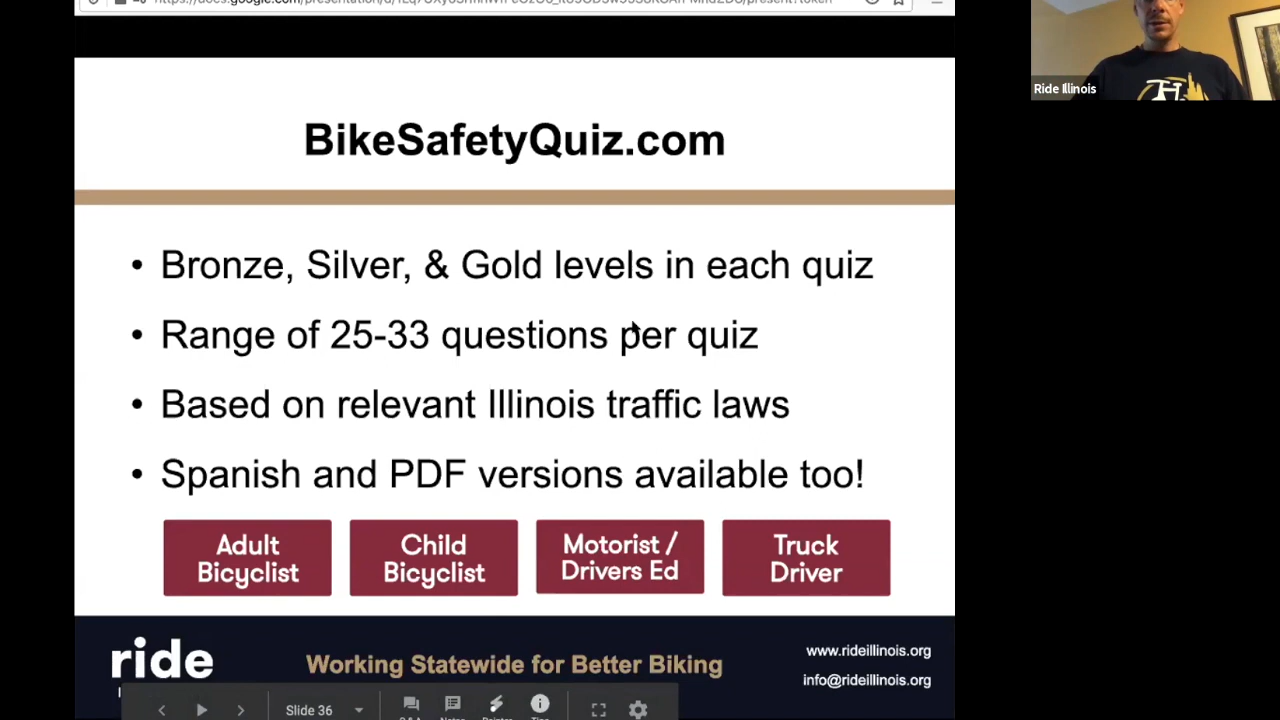 Ride Illinois
BikeSafetyQuiz.com
• Bronze, Silver, & Gold levels in each quiz
• Range of 25-33 questions per quiz
• Based on relevant Illinois traffic laws
• Spanish and PDF versions available too!
Adult
Bicyclist
Child
Bicyclist
Motorist /
Drivers Ed
Truck
Driver
ride
Working Statewide for Better Biking
www.rideillinois.org
info@rideillinois.org
Slide 36